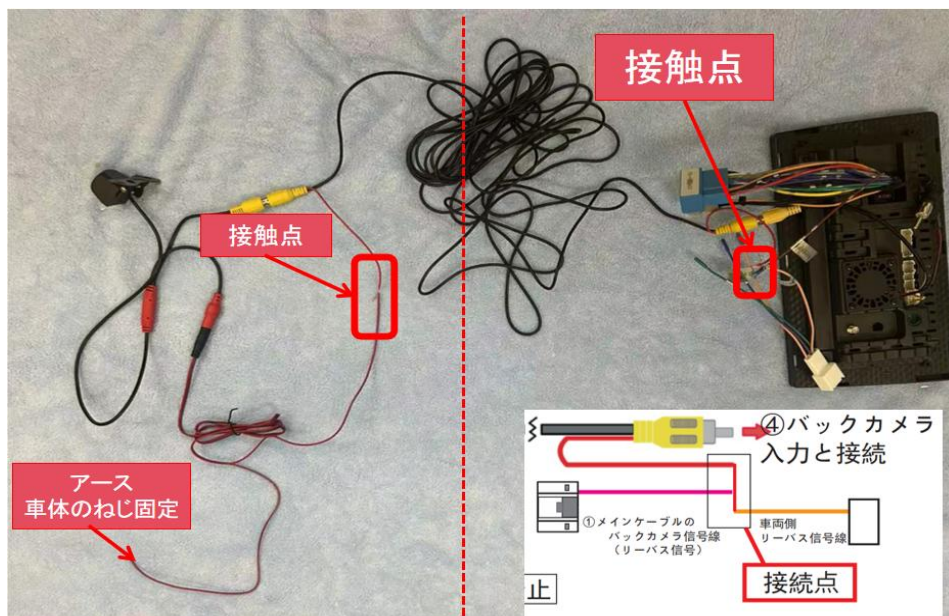 接触点
接触点
アース
車体のねじ固定
④バックカメラ
入力と接続
①メインケーブルの
バックカメラ信号線
(リーバス信号)
車両側
リーバス信号線
接続点
止